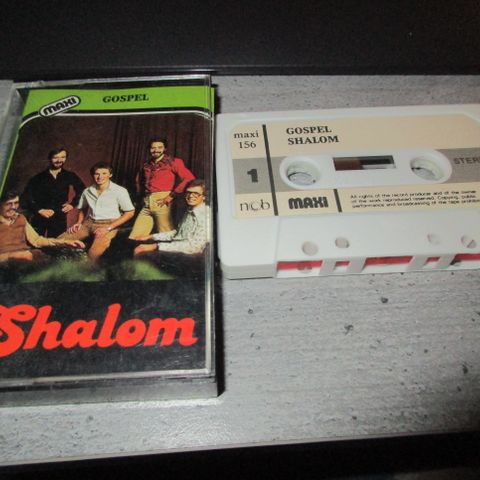 MAXI
GOSPEL
Shalom
maxi
156
GOSPEL
SHALOM
1
STER
ncb
MAXI
All rights of the record producer and of the owner
of the work reproduced reserved. Copying, public
performance and broadcasting of this tape prohib